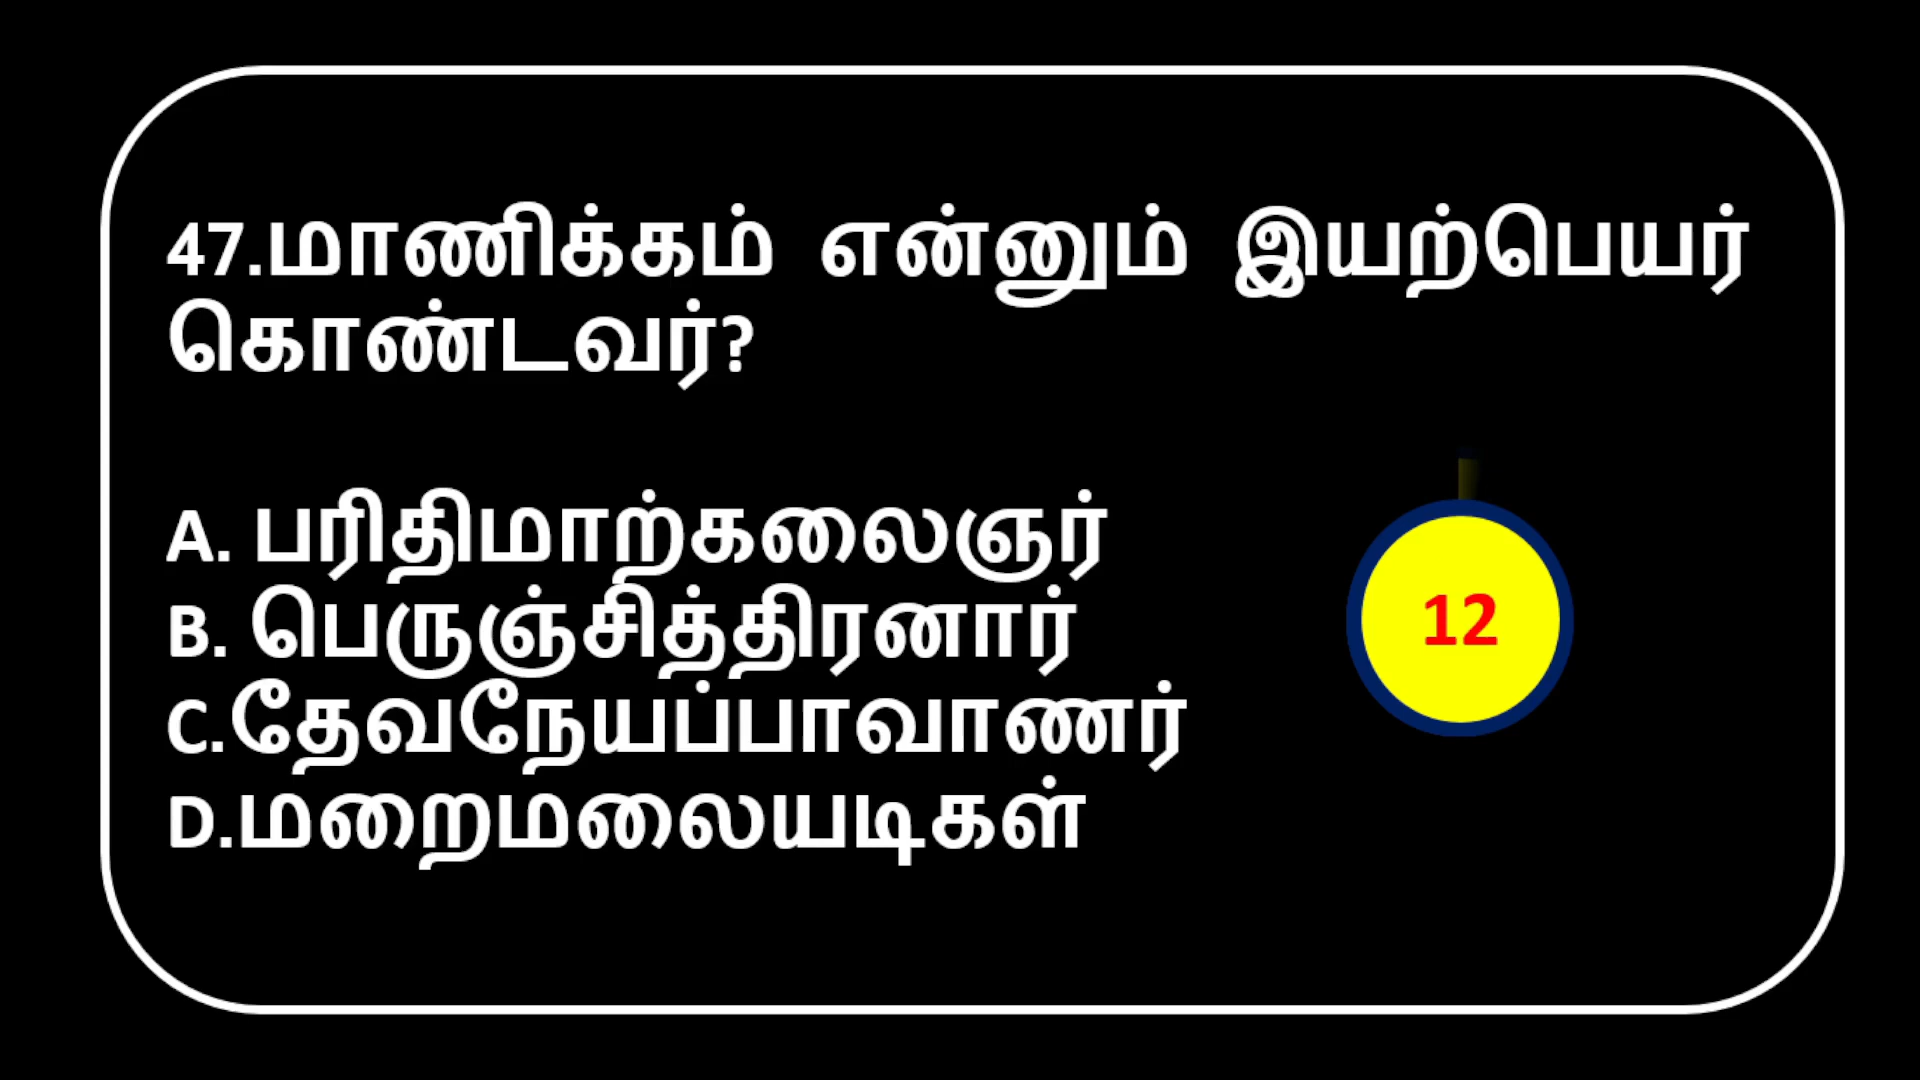 47.மாணிக்கம் என்னும் இயற்பெயர்
கொண்டவர்?
A. பரிதிமாற்கலைஞர்
B. பெருஞ்சித்திரனார்
C.தேவநேயப்பாவாணர்
D.மறைமலையடிகள்
12